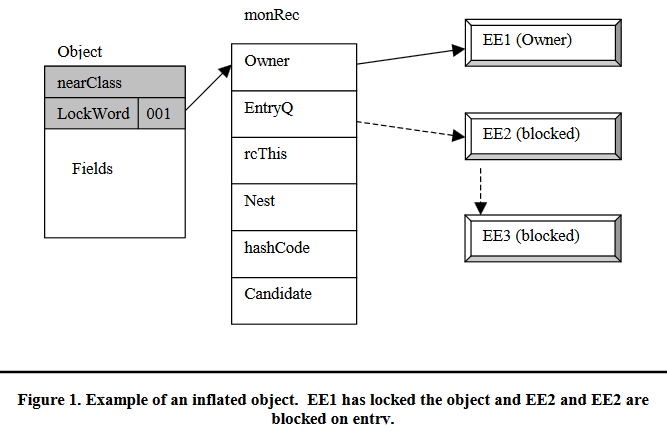 monRec
Object
nearClass
LockWord 001
Fields
Owner
EntryQ
rcThis
Nest
hashCode
Candidate
EE1 (Owner)
EE2 (blocked)
EE3 (blocked)
Figure 1. Example of an inflated object. EE1 has locked the object and EE2 and EE2 are
blocked on entry.